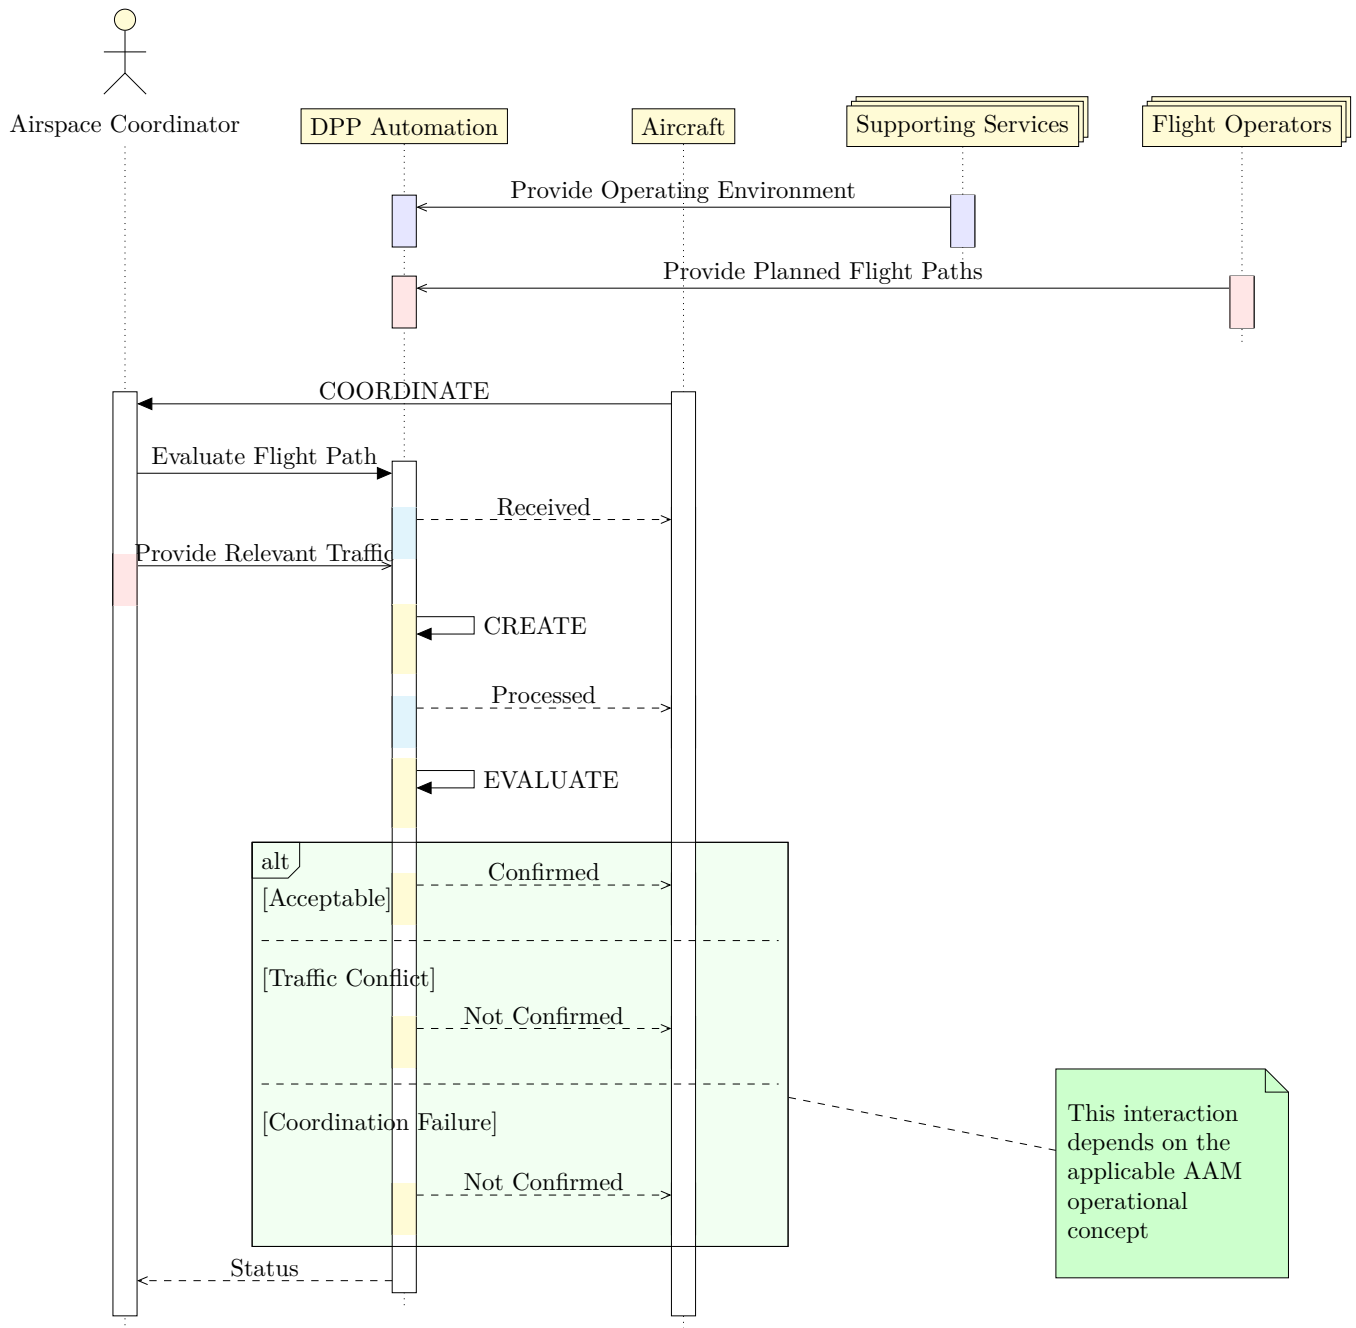 Airspace Coordinator
DPP Automation
Aircraft
Supporting Services
Flight Operators
Provide Operating Environment
Provide Planned Flight Paths
COORDINATE
Evaluate Flight Path
Received
Provide Relevant Traffic
CREATE
Processed
EVALUATE
alt
Confirmed
[Acceptable]
[Traffic Conflict]
Not Confirmed
[Coordination Failure]
Not Confirmed
This interaction
depends on the
applicable AAM
operational
concept
Status